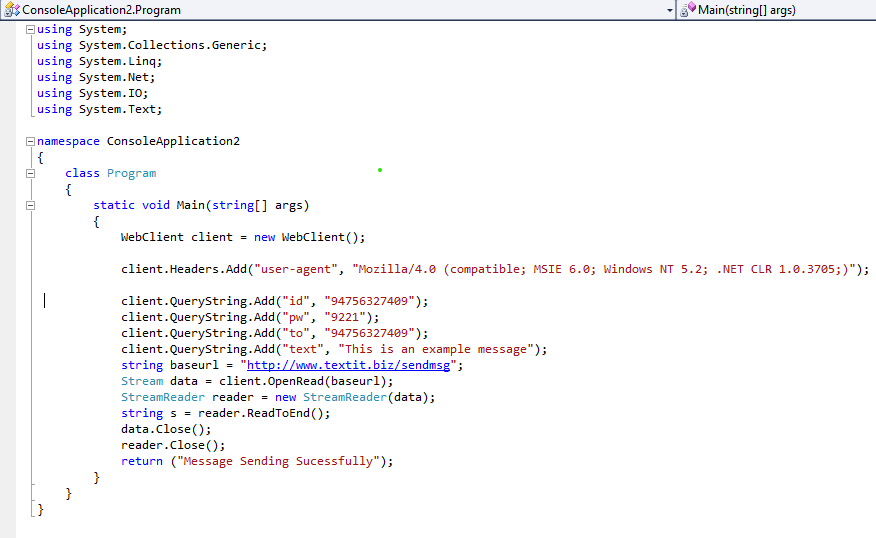 ConsoleApplication2.Program
Main(string[] args)
using System;
using System.Collections.Generic;
using System.Linq;
using System.Net;
using System.IO;
using System.Text;
namespace ConsoleApplication2
{
class Program
{
static void Main(string[] args)
{
WebClient client = new WebClient();
client.Headers.Add("user-agent", "Mozilla/4.0 (compatible; MSIE 6.0; Windows NT 5.2; .NET CLR 1.0.3705;)");
client.QueryString.Add("id", "94756327409");
client.QueryString.Add("pw", "9221");
client.QueryString.Add("to", "94756327409");
client.QueryString.Add("text", "This is an example message");
string baseurl = "http://www.textit.biz/sendmsg";
Stream data = client.OpenRead(baseurl);
StreamReader reader = new StreamReader(data);
string s = reader.ReadToEnd();
data.Close();
reader.Close();
return ("Message Sending Sucessfully");
}
}
}